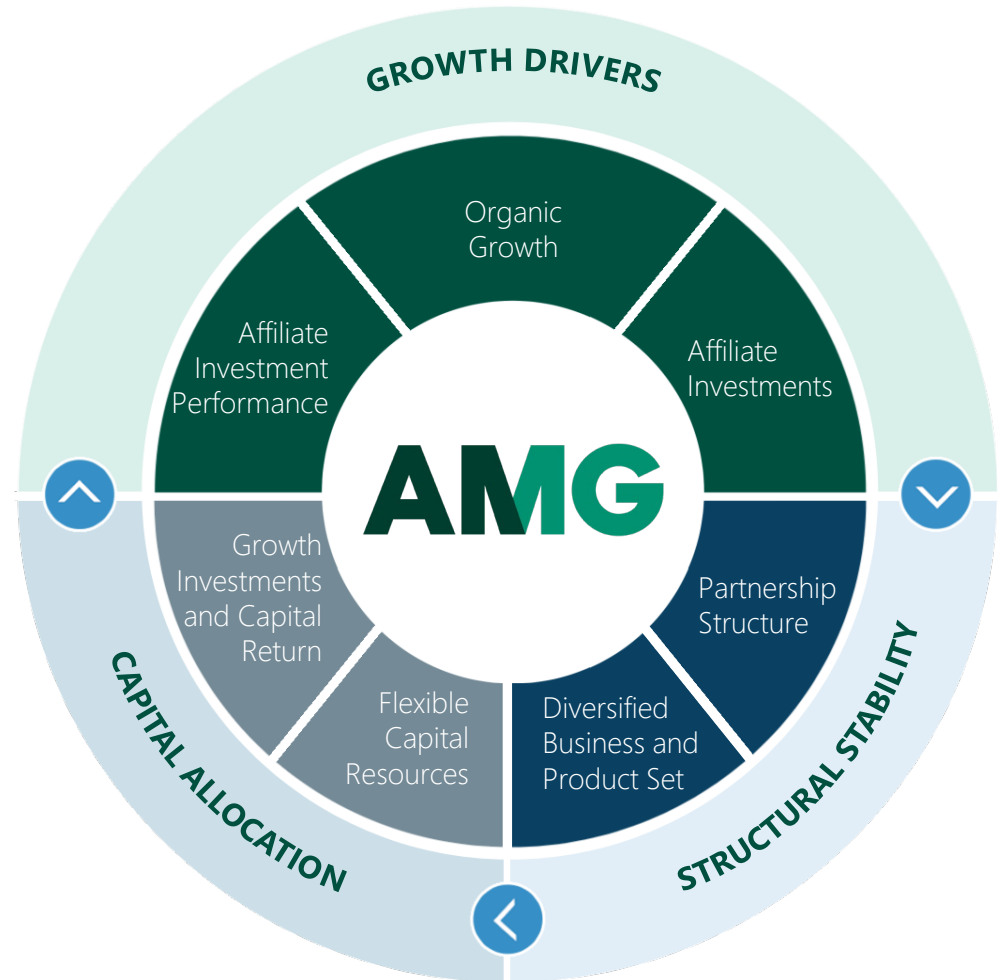 GROWTH DRIVERS
Organic
Growth
Affiliate
Investment
Performance
Affiliate
Investments
AMG
Growth
Investments
and Capital
Return
Partnership
Structure
Flexible
Capital
Resources
Diversified
Business and
Product Set
CAPITAL ALLOCATION
STRUCTURAL STABILITY